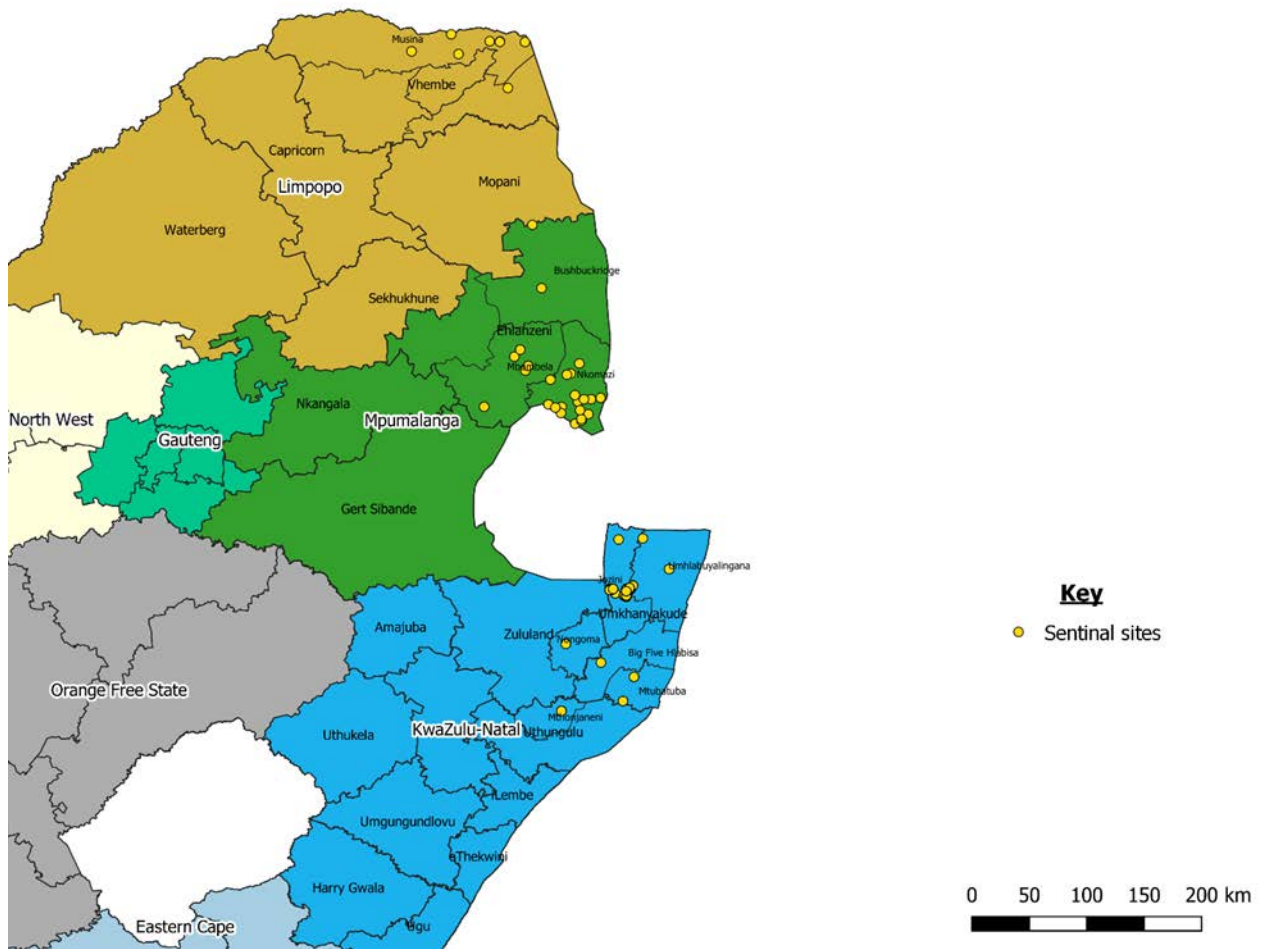 Musina
Vhembe
Capricorn
Limpopo
Mopani
Waterberg
Bushbuckridge
Sekhukhune
Ehlanzeni
Mbombela
Nkomazi
Nkangala
North West
Mpumalanga
Gauteng
Gert Sibande
Umhlabuyalingana
Jozini
Key
Umkhanyakude
Amajuba
Zululand
Sentinal sites
Nongoma
Big Five Hlabisa
Orange Free State
Mtubatuba
Mthonjaneni
KwaZulu-Natal
Uthungulu
Uthukela
iLembe
Umgungundlovu
eThekwini
Harry Gwala
0 50 100 150 200 km
Eastern Cape
Ugu